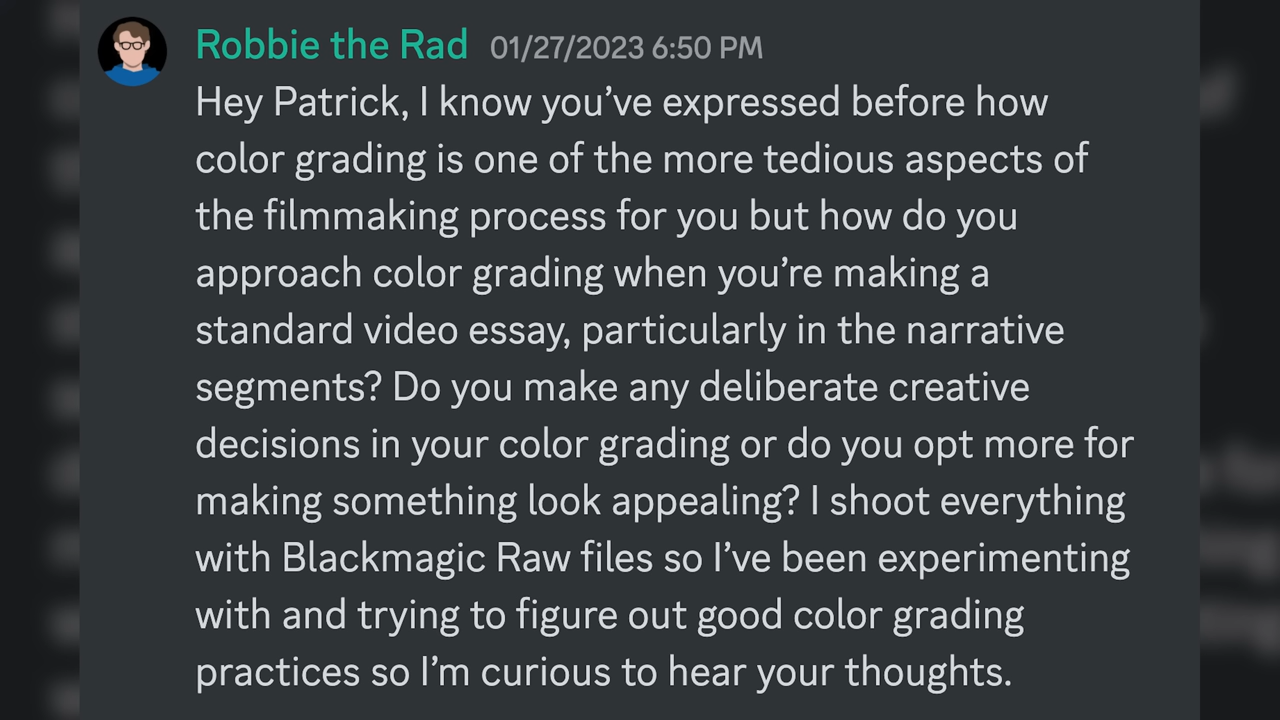 Robbie the Rad 01/27/2023 6:50 PM
Hey Patrick, I know you’ve expressed before how
color grading is one of the more tedious aspects of
the filmmaking process for you but how do you
approach color grading when you’re making a
standard video essay, particularly in the narrative
segments? Do you make any deliberate creative
decisions in your color grading or do you opt more for
making something look appealing? I shoot everything
with Blackmagic Raw files so I’ve been experimenting
with and trying to figure out good color grading
practices so I’m curious to hear your thoughts.